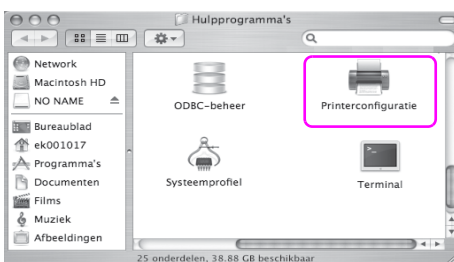 Hulpprogramma's
Network
Macintosh HD
NO NAME
Bureaublad
ek001017
Programma's
Documenten
Films
Muziek
Afbeeldingen
ODBC-beheer
Printerconfiguratie
Systeemprofiel
Terminal
25 onderdelen, 38.88 GB beschikbaar